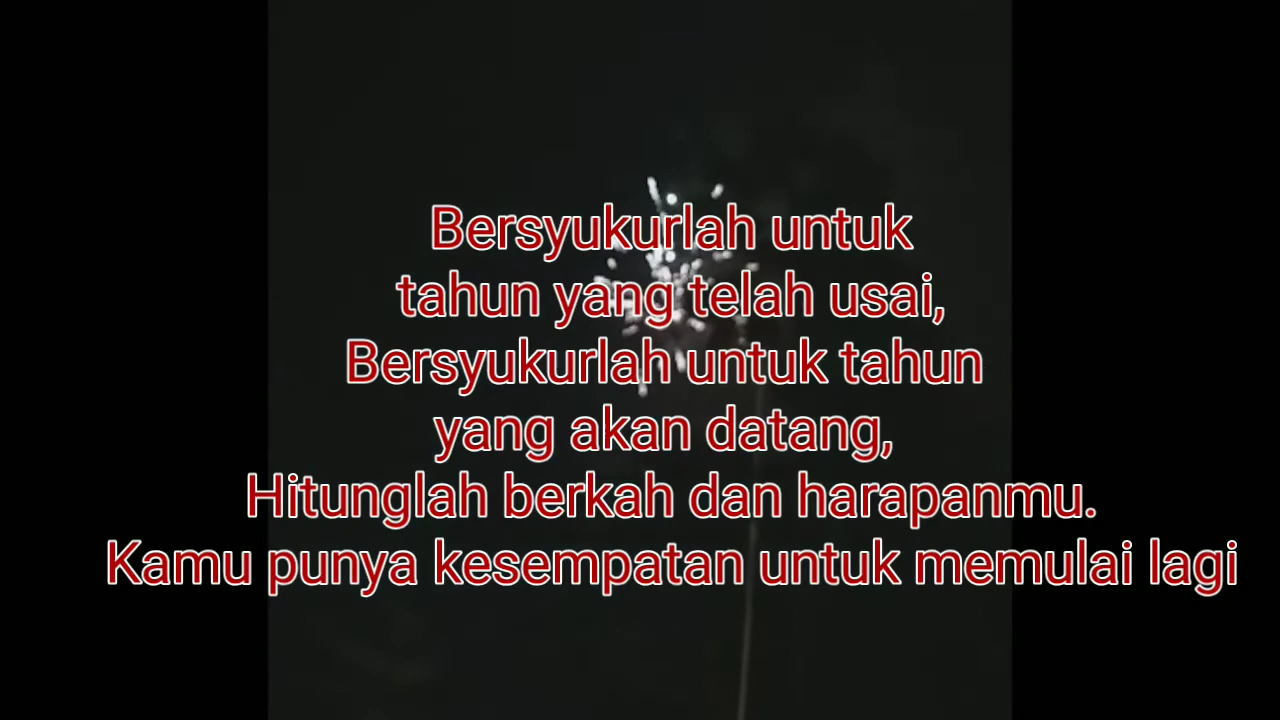 Bersyukurlah untuk
tahun yang telah usai,
Bersyukurlah untuk tahun
yang akan datang,
Hitunglah berkah dan harapanmu.
Kamu punya kesempatan untuk memulai lagi